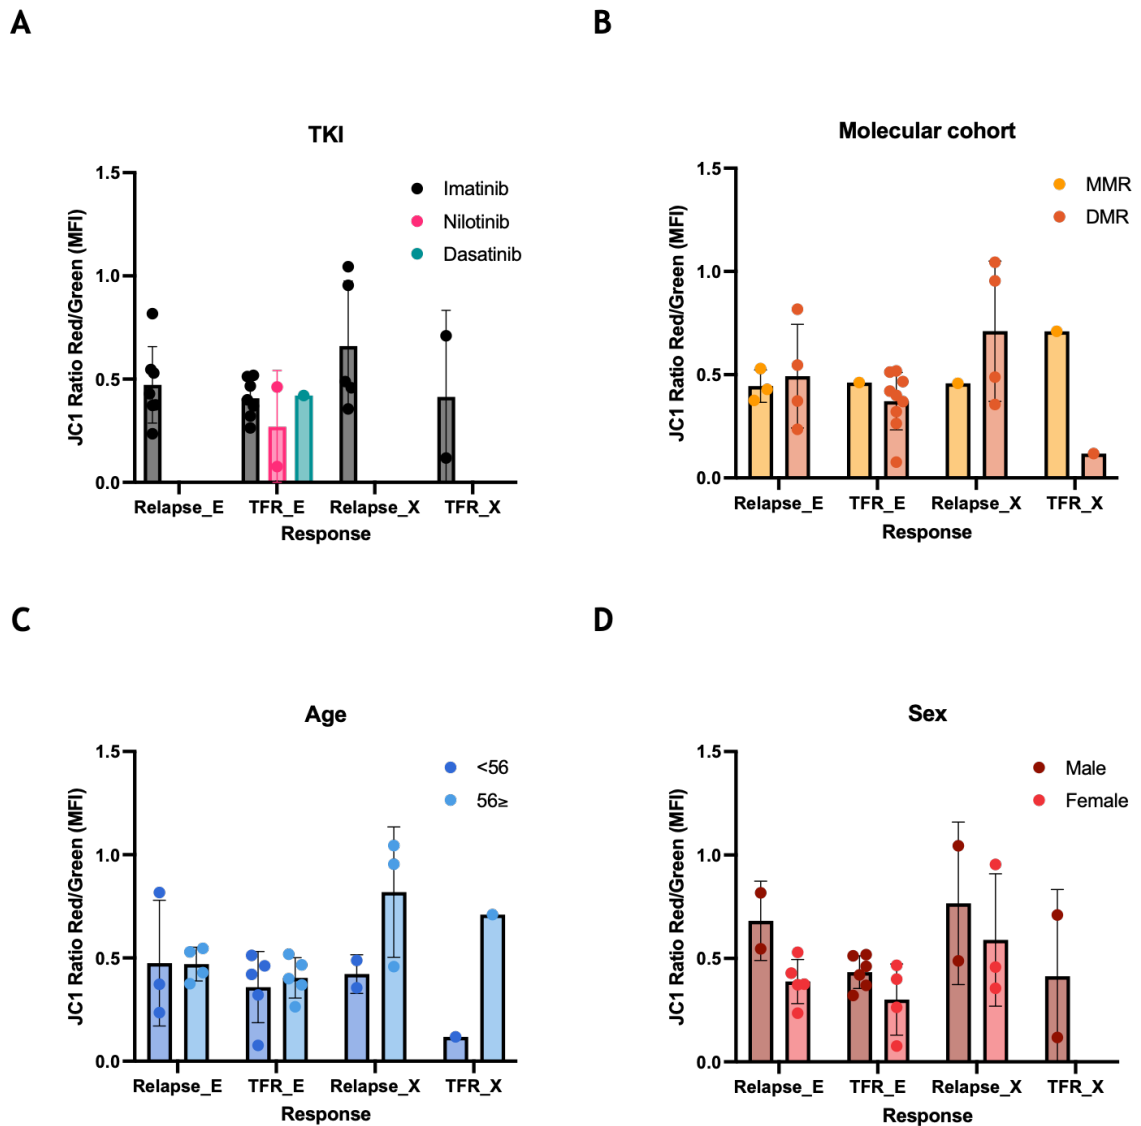 A
TKI
JC1 Ratio Red/Green (MFI)
1.5
1.0
0.5
0.0
Imatinib
Nilotinib
Dasatinib
Relapse_E TFR_E Relapse_X TFR_X
Response
B
Molecular cohort
JC1 Ratio Red/Green (MFI)
1.5
1.0
0.5
0.0
MMR
DMR
Relapse_E TFR_E Relapse_X TFR_X
Response
C
Age
JC1 Ratio Red/Green (MFI)
1.5
1.0
0.5
0.0
<56
56≥
Relapse_E TFR_E Relapse_X TFR_X
Response
D
Sex
JC1 Ratio Red/Green (MFI)
1.5
1.0
0.5
0.0
Male
Female
Relapse_E TFR_E Relapse_X TFR_X
Response